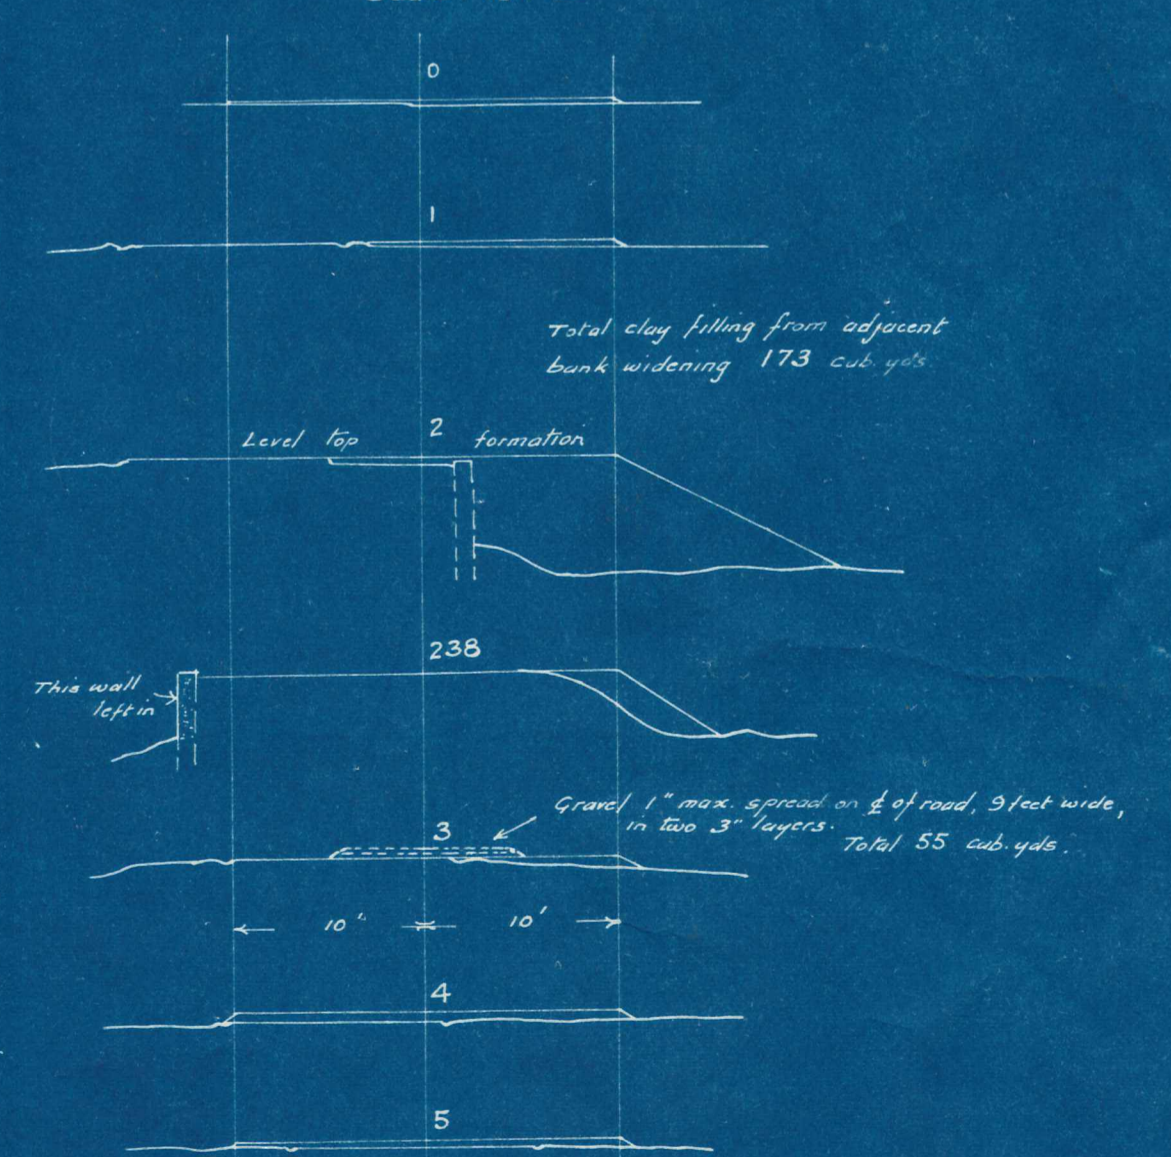 0
1
Total clay filling from adjacent
bank widening 173 cub. yds.
2
Level top formation
238
This wall
left in
Gravel 1" max. spread on ℄ of road, 9 feet wide,
in two 3" layers.
Total 55 cub. yds.
3
10' 10'
4
5